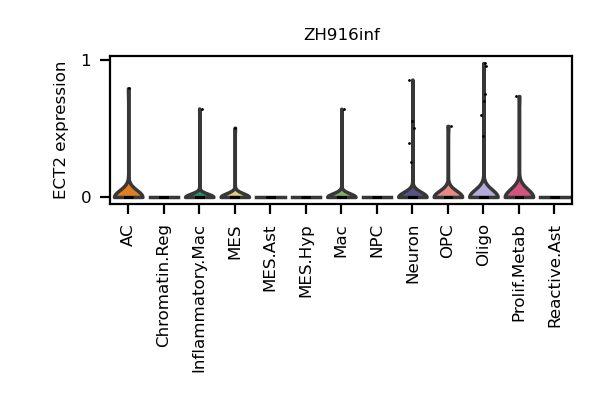 ZH916inf
ECT2 expression
1
0
AC
Chromatin.Reg
Inflammatory.Mac
MES
MES.Ast
MES.Hyp
Mac
NPC
Neuron
OPC
Oligo
Prolif.Metab
Reactive.Ast